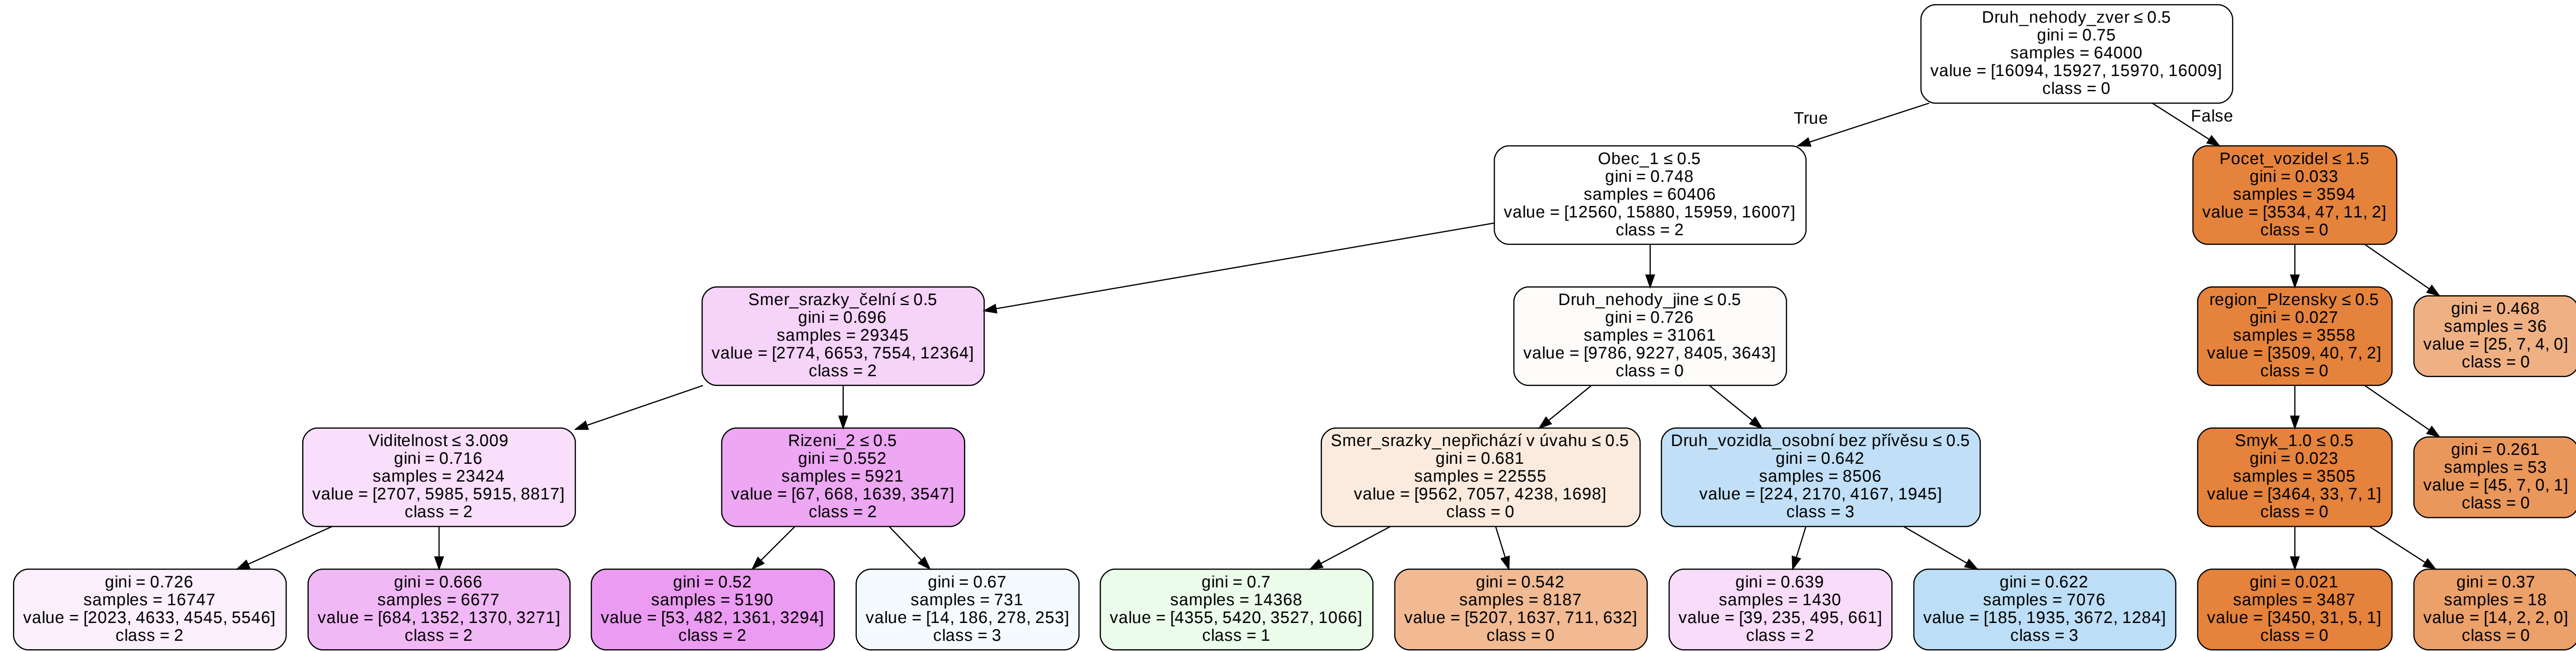 Druh_nehody_zver ≤ 0.5
gini = 0.75
samples = 64000
value = [16094, 15927, 15970, 16009]
class = 0
True
False
Obec_1 ≤ 0.5
gini = 0.748
samples = 60406
value = [12560, 15880, 15959, 16007]
class = 2
Pocet_vozidel ≤ 1.5
gini = 0.033
samples = 3594
value = [3534, 47, 11, 2]
class = 0
Smer_srazky_čelní ≤ 0.5
gini = 0.696
samples = 29345
value = [2774, 6653, 7554, 12364]
class = 2
Druh_nehody_jine ≤ 0.5
gini = 0.726
samples = 31061
value = [9786, 9227, 8405, 3643]
class = 0
region_Plzensky ≤ 0.5
gini = 0.027
samples = 3558
value = [3509, 40, 7, 2]
class = 0
gini = 0.468
samples = 36
value = [25, 7, 4, 0]
class = 0
Viditelnost ≤ 3.009
gini = 0.716
samples = 23424
value = [2707, 5985, 5915, 8817]
class = 2
Rizeni_2 ≤ 0.5
gini = 0.552
samples = 5921
value = [67, 668, 1639, 3547]
class = 2
Smer_srazky_nepřichází v úvahu ≤ 0.5
gini = 0.681
samples = 22555
value = [9562, 7057, 4238, 1698]
class = 0
Druh_vozidla_osobní bez přívěsu ≤ 0.5
gini = 0.642
samples = 8506
value = [224, 2170, 4167, 1945]
class = 3
Smyk_1.0 ≤ 0.5
gini = 0.023
samples = 3505
value = [3464, 33, 7, 1]
class = 0
gini = 0.261
samples = 53
value = [45, 7, 0, 1]
class = 0
gini = 0.726
samples = 16747
value = [2023, 4633, 4545, 5546]
class = 2
gini = 0.666
samples = 6677
value = [684, 1352, 1370, 3271]
class = 2
gini = 0.52
samples = 5190
value = [53, 482, 1361, 3294]
class = 2
gini = 0.67
samples = 731
value = [14, 186, 278, 253]
class = 3
gini = 0.7
samples = 14368
value = [4355, 5420, 3527, 1066]
class = 1
gini = 0.542
samples = 8187
value = [5207, 1637, 711, 632]
class = 0
gini = 0.639
samples = 1430
value = [39, 235, 495, 661]
class = 2
gini = 0.622
samples = 7076
value = [185, 1935, 3672, 1284]
class = 3
gini = 0.021
samples = 3487
value = [3450, 31, 5, 1]
class = 0
gini = 0.37
samples = 18
value = [14, 2, 2, 0]
class = 0